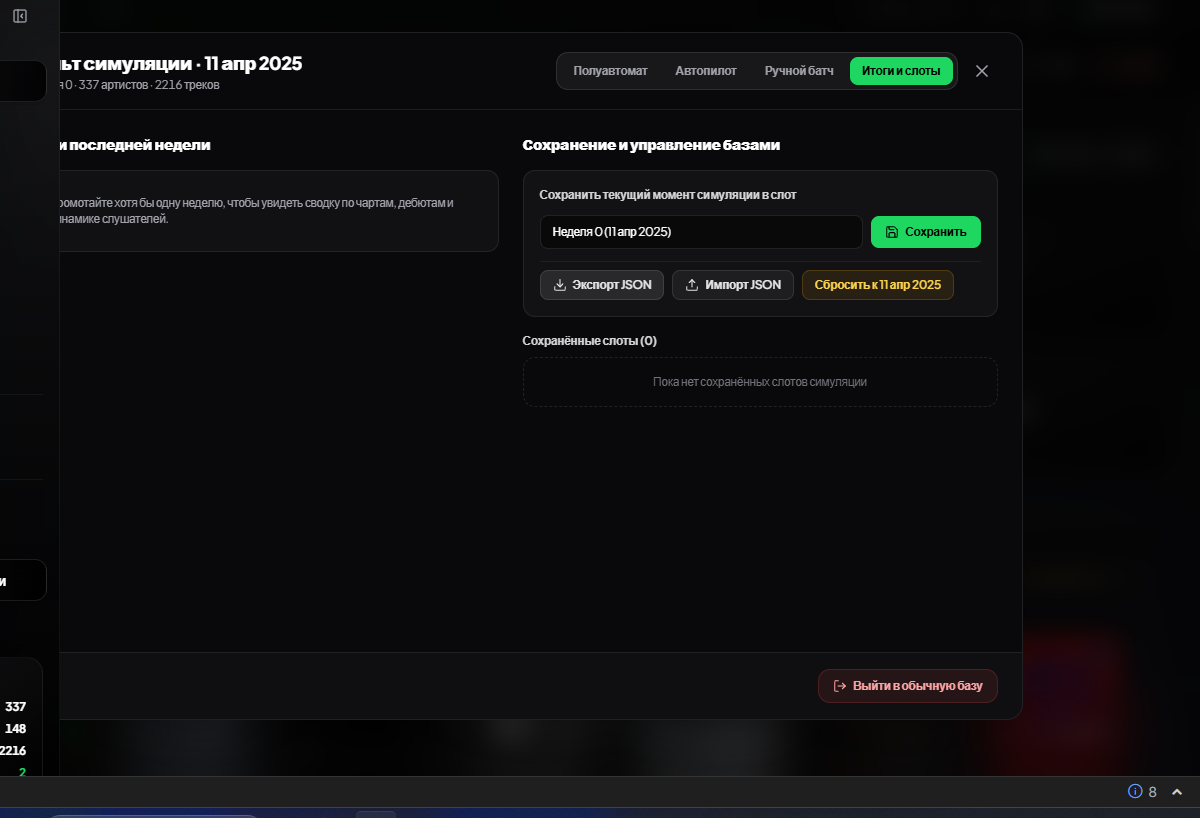 ьт симуляции · 11 апр 2025
я 0 · 337 артистов · 2216 треков
Полуавтомат
Автопилот
Ручной батч
Итоги и слоты
и последней недели
ромотайте хотя бы одну неделю, чтобы увидеть сводку по чартам, дебютам и
инамике слушателей.
Сохранение и управление базами
Сохранить текущий момент симуляции в слот
Неделя 0 (11 апр 2025)
Сохранить
Экспорт JSON
Импорт JSON
Сбросить к 11 апр 2025
Сохранённые слоты (0)
Пока нет сохранённых слотов симуляции
и
337
148
2216
2
Выйти в обычную базу
8